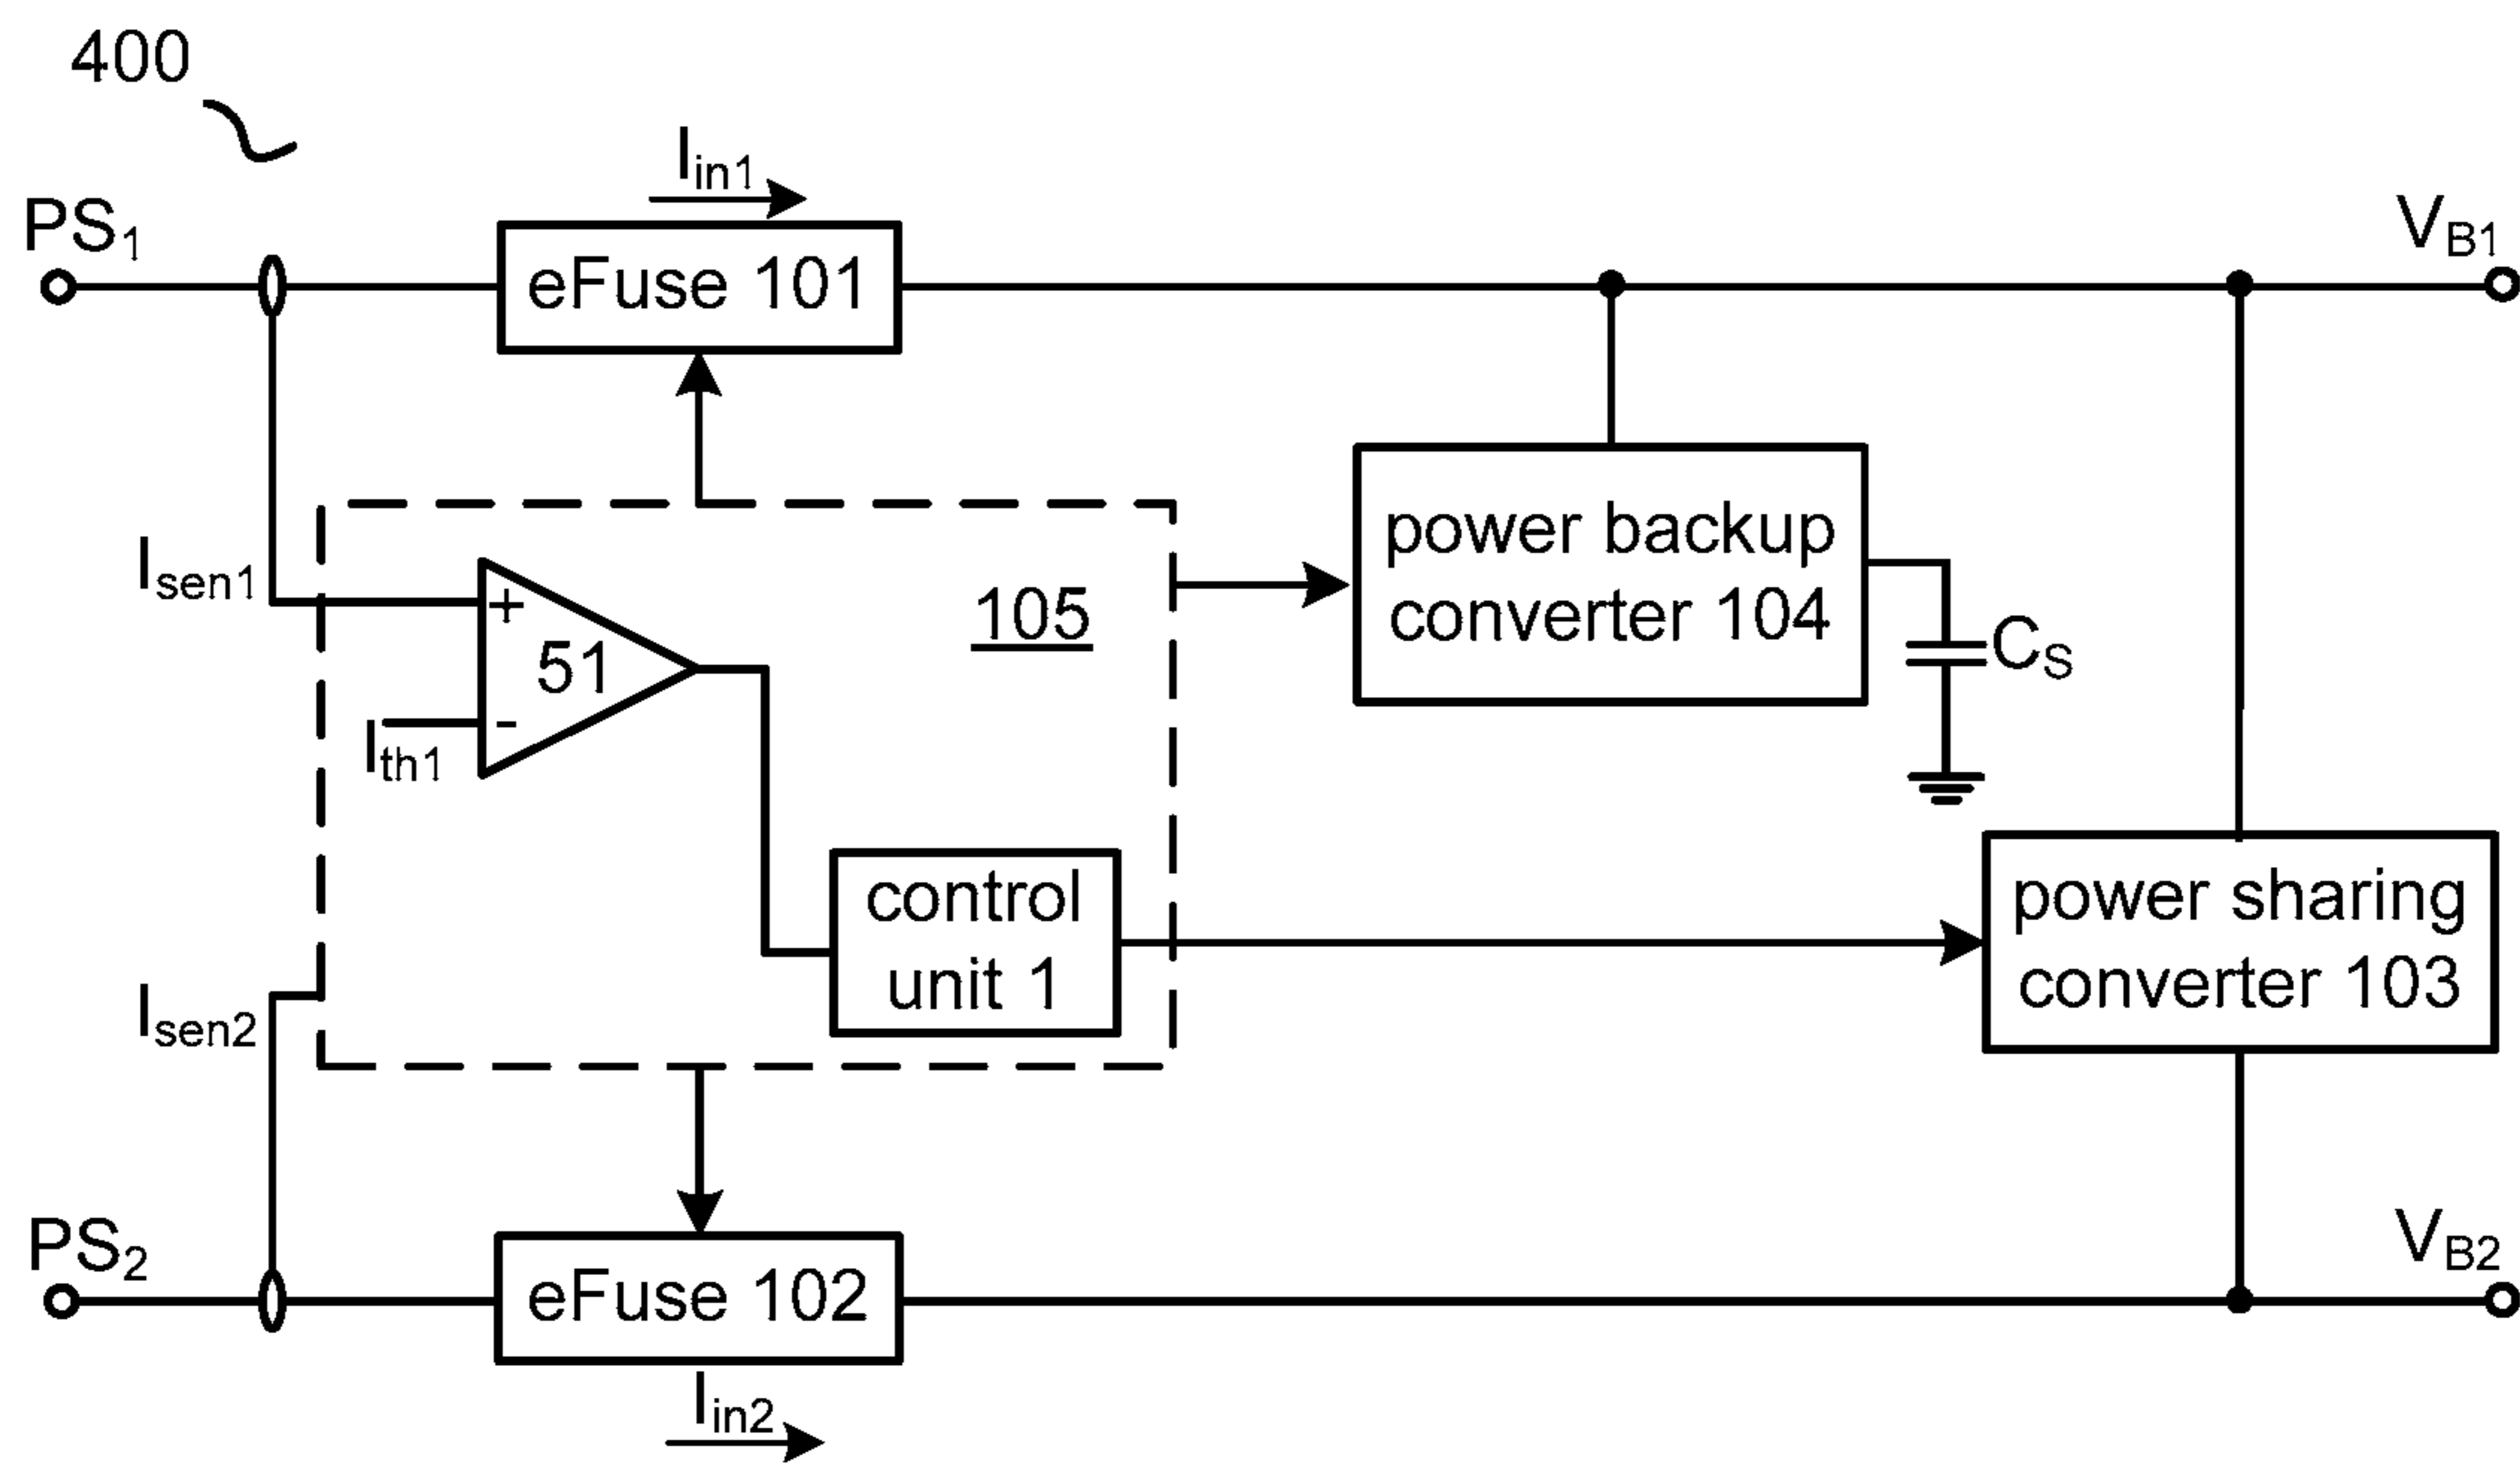 400
I_in1
PS_1
V_B1
eFuse 101
power backup
converter 104
I_sen1
+
51
105
C_S
-
I_th1
control
unit 1
power sharing
converter 103
I_sen2
PS_2
V_B2
eFuse 102
I_in2